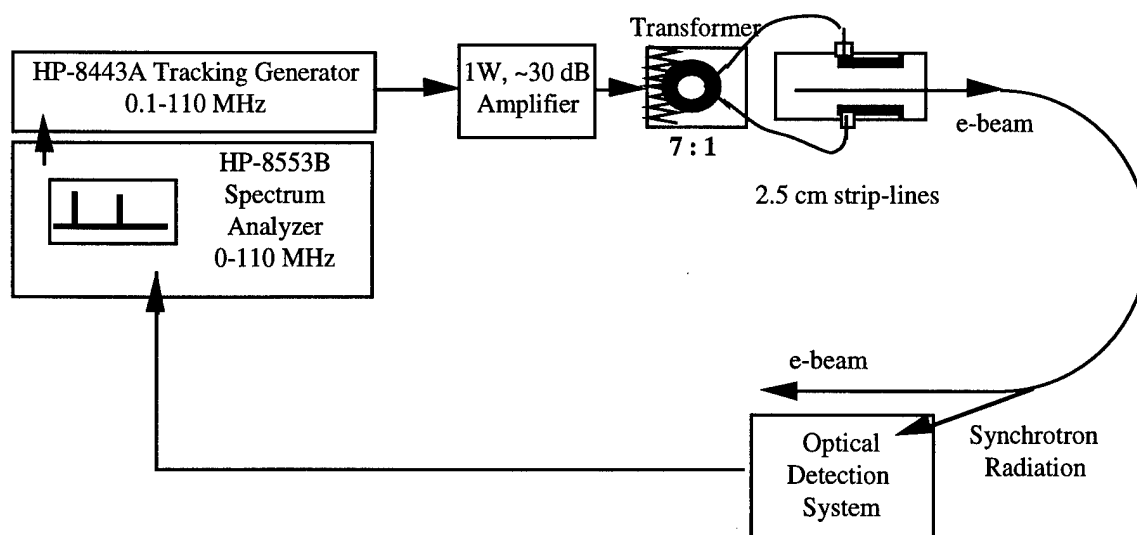 Transformer
HP-8443A Tracking Generator
0.1-110 MHz
1W, ~30 dB
Amplifier
7 : 1
e-beam
HP-8553B
Spectrum
Analyzer
0-110 MHz
2.5 cm strip-lines
e-beam
Optical
Detection
System
Synchrotron
Radiation